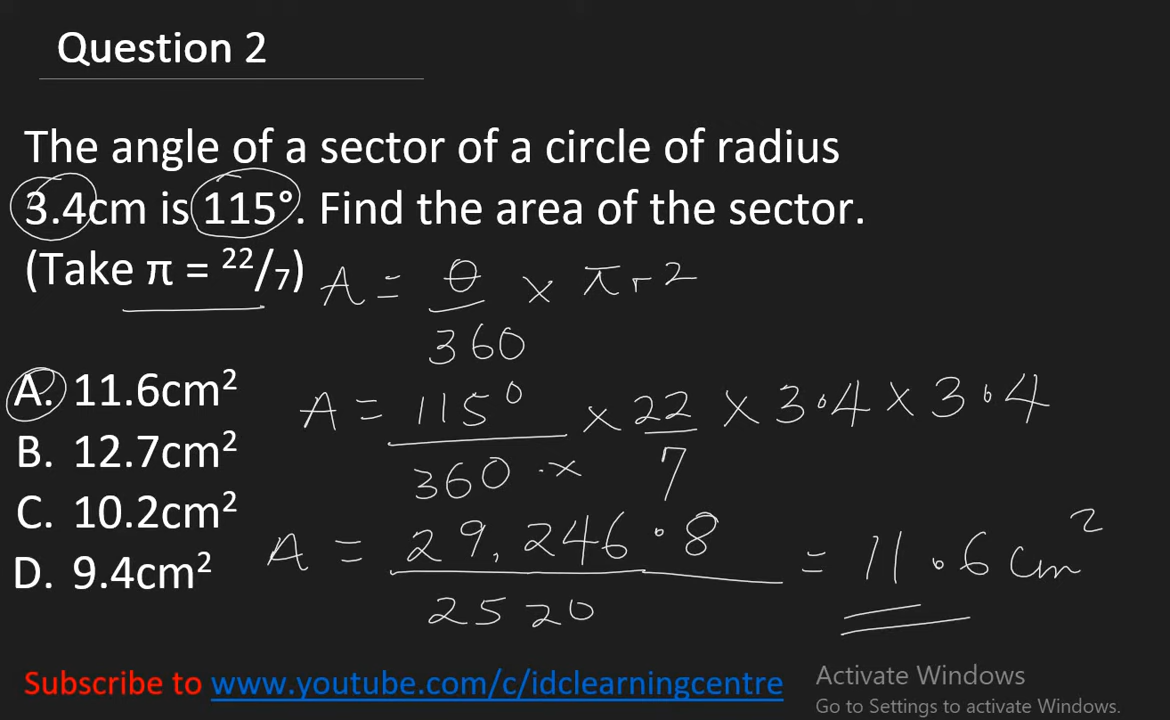 Question 2
The angle of a sector of a circle of radius
3.4cm is 115°. Find the area of the sector.
(Take π = ²²/₇)
A = θ/360 × πr²
A. 11.6cm²
A = 115°/360 × 22/7 × 3.4 × 3.4
B. 12.7cm²
C. 10.2cm²
A = 29,246.8/2520 = 11.6cm²
D. 9.4cm²
Subscribe to www.youtube.com/c/idclearningcentre
Activate Windows
Go to Settings to activate Windows.